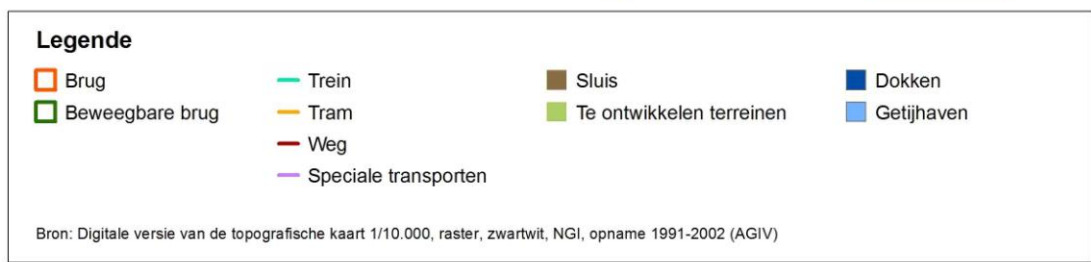 Legende
Brug
Trein
Sluis
Dokken
Beweegbare brug
Tram
Te ontwikkelen terreinen
Getijhaven
Weg
Speciale transporten
Bron: Digitale versie van de topografische kaart 1/10.000, raster, zwartwit, NGI, opname 1991-2002 (AGIV)